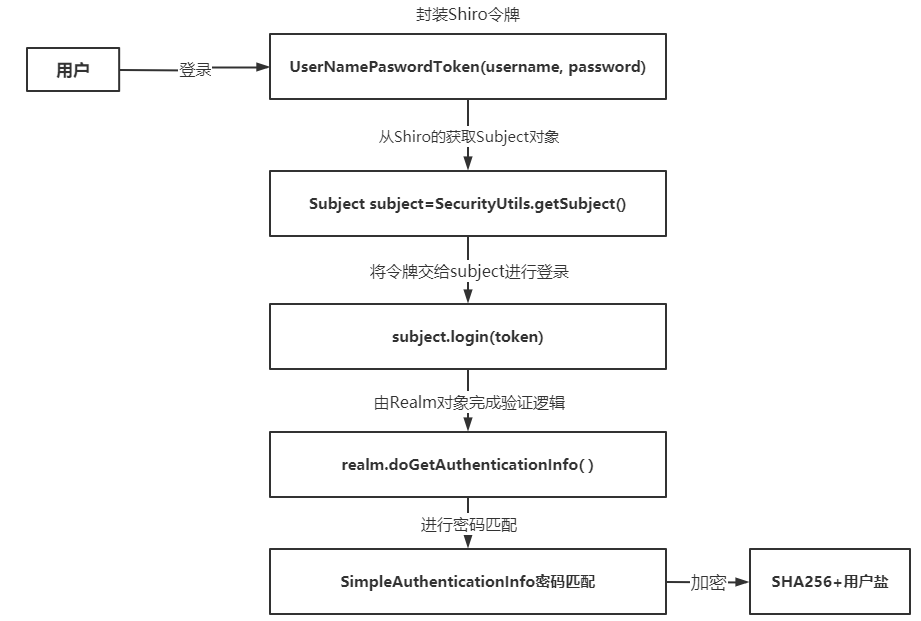 封装Shiro令牌
用户
登录
UserNamePaswordToken(username, password)
从Shiro的获取Subject对象
Subject subject=SecurityUtils.getSubject()
将令牌交给subject进行登录
subject.login(token)
由Realm对象完成验证逻辑
realm.doGetAuthenticationInfo( )
进行密码匹配
SimpleAuthenticationInfo密码匹配
加密
SHA256+用户盐